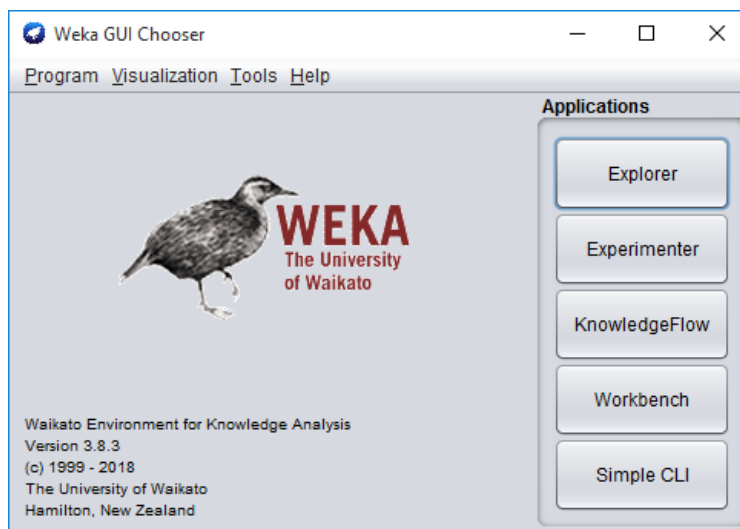 Weka GUI Chooser
Program Visualization Tools Help
Applications
Explorer
Experimenter
KnowledgeFlow
Workbench
Simple CLI
WEKA
The University
of Waikato
Waikato Environment for Knowledge Analysis
Version 3.8.3
(c) 1999 - 2018
The University of Waikato
Hamilton, New Zealand